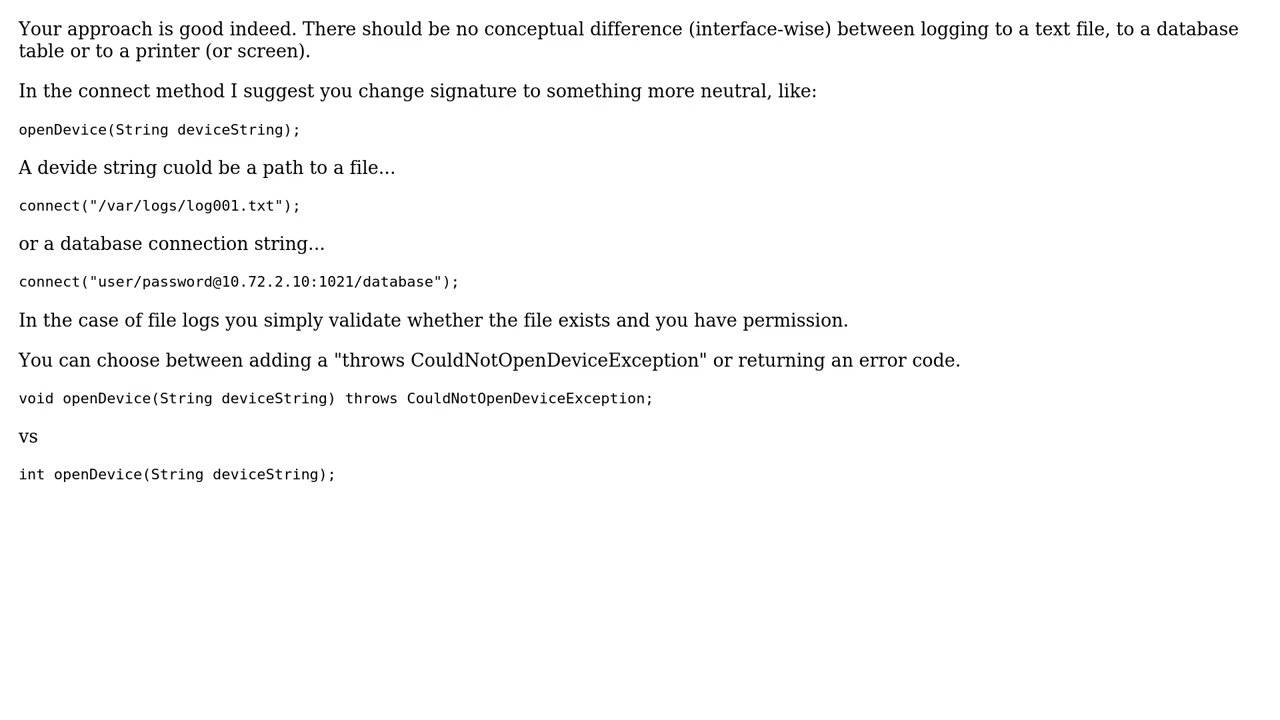 Your approach is good indeed. There should be no conceptual difference (interface-wise) between logging to a text file, to a database
table or to a printer (or screen).
In the connect method I suggest you change signature to something more neutral, like:
openDevice(String deviceString);
A devide string cuold be a path to a file...
connect("/var/logs/log001.txt");
or a database connection string...
connect("user/password@10.72.2.10:1021/database");
In the case of file logs you simply validate whether the file exists and you have permission.
You can choose between adding a "throws CouldNotOpenDeviceException" or returning an error code.
void openDevice(String deviceString) throws CouldNotOpenDeviceException;
vs
int openDevice(String deviceString);